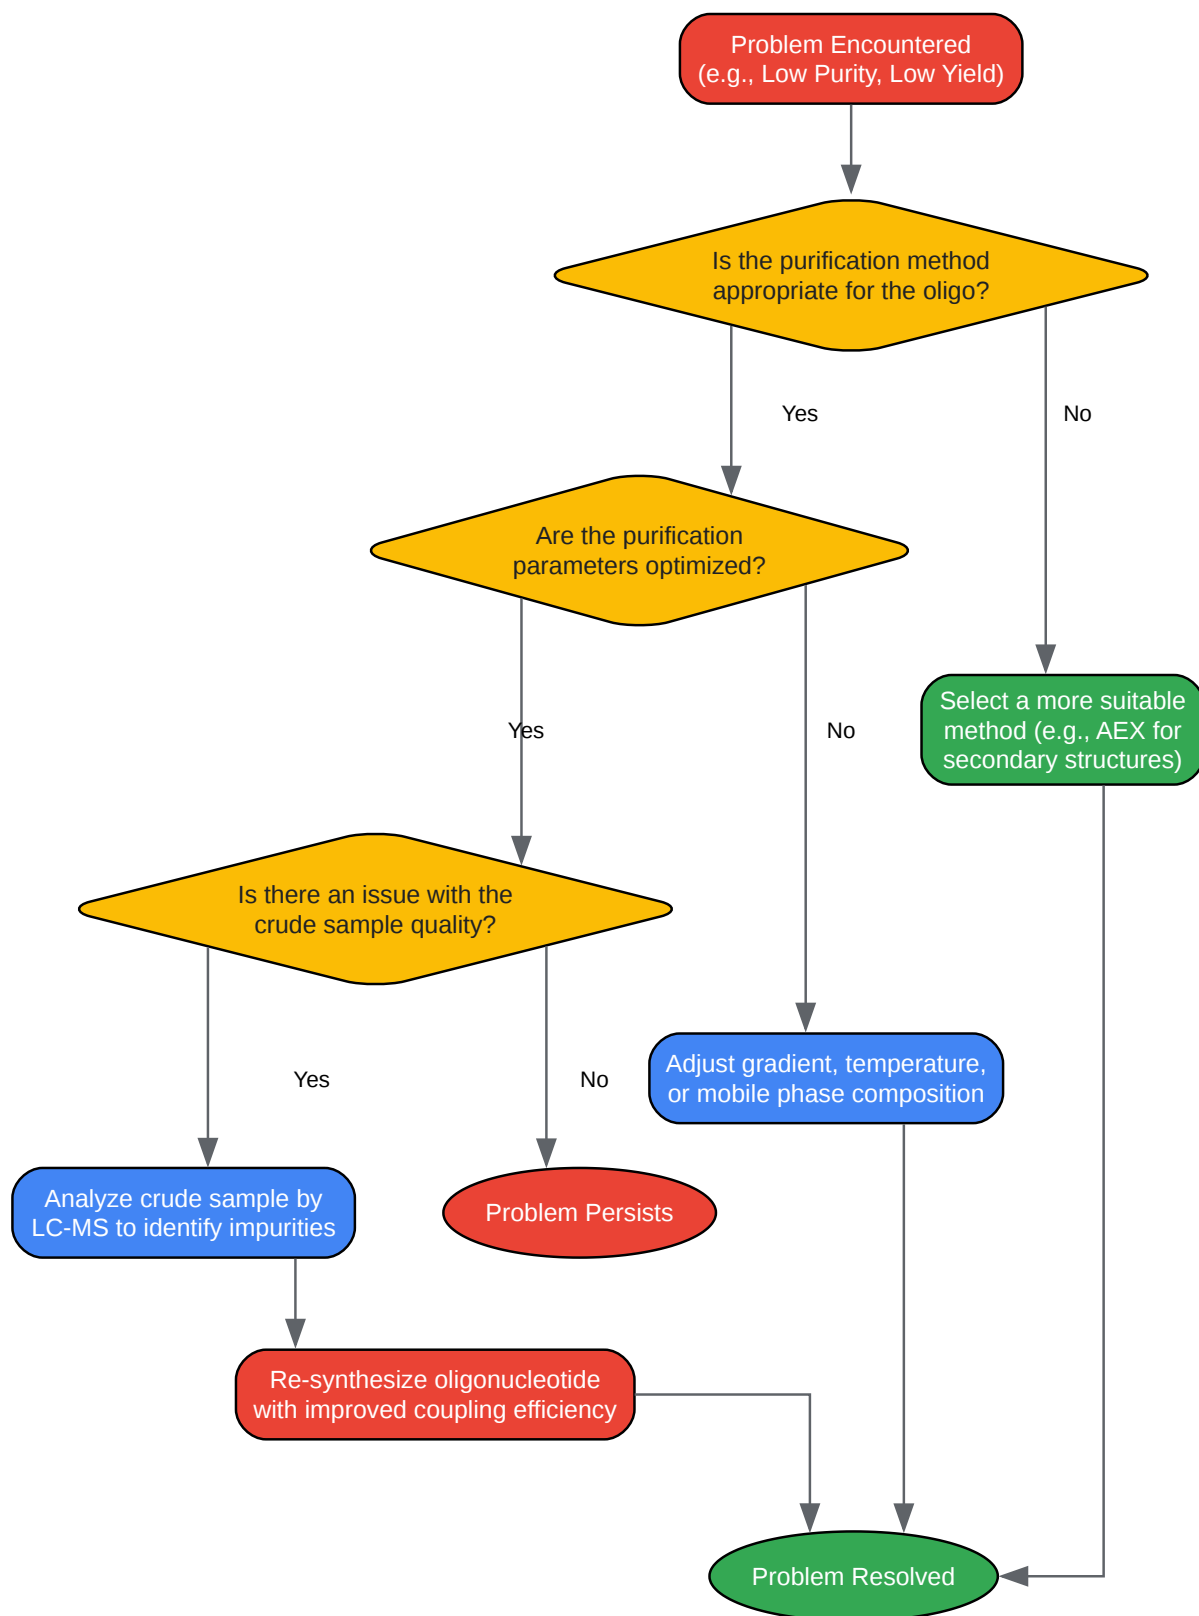 Problem Encountered
(e.g., Low Purity, Low Yield)
Is the purification method
appropriate for the oligo?
Yes
No
Are the purification
parameters optimized?
Select a more suitable
method (e.g., AEX for
secondary structures)
Yes
No
Is there an issue with the
crude sample quality?
Yes
No
Adjust gradient, temperature,
or mobile phase composition
Analyze crude sample by
LC-MS to identify impurities
Problem Persists
Re-synthesize oligonucleotide
with improved coupling efficiency
Problem Resolved